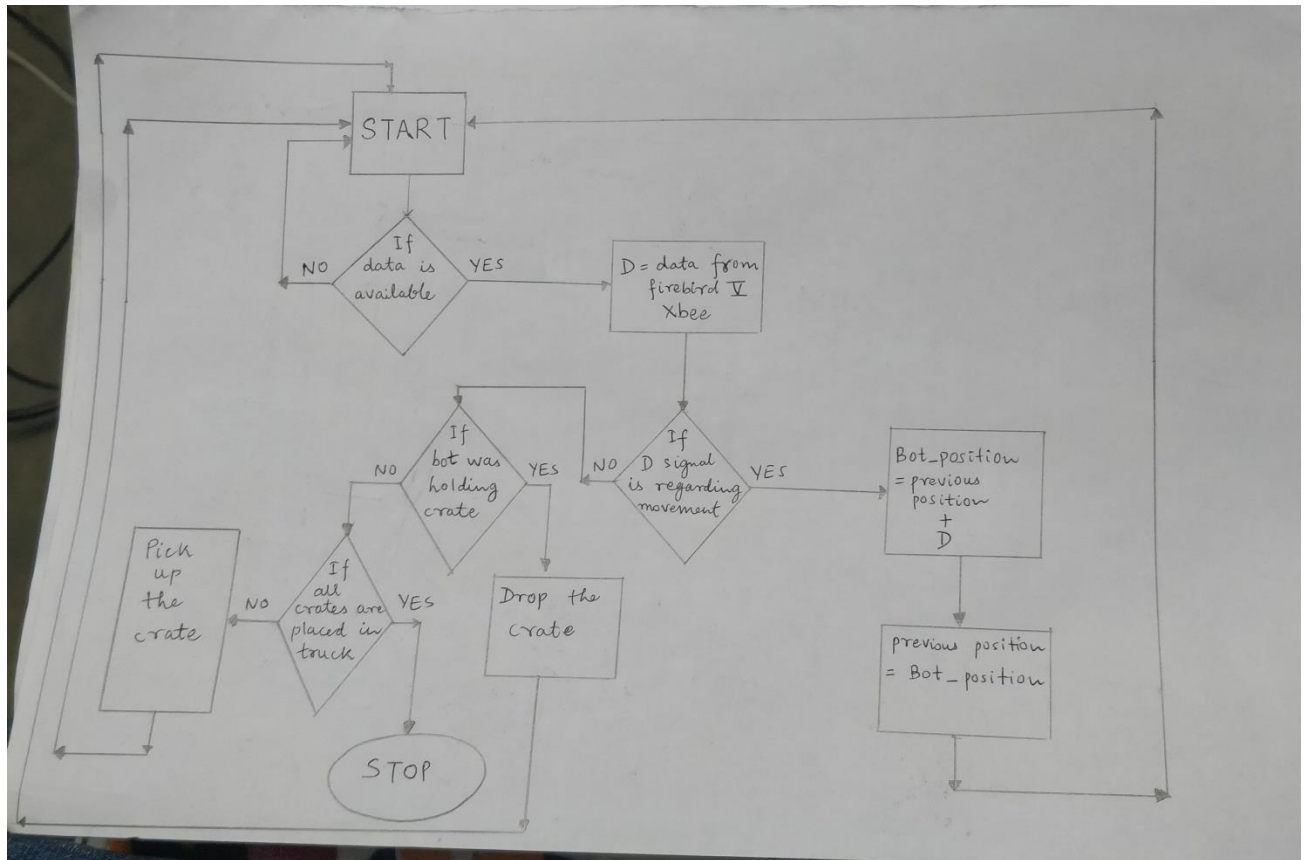 START
If
data is
available
NO
YES
D = data from
firebird V
Xbee
If
D signal
is regarding
movement
NO
YES
Bot_position
= previous
position
+
D
previous position
= Bot_position
If
bot was
holding
crate
NO
YES
Drop the
crate
If
all
crates are
placed in
truck
NO
YES
Pick
up
the
crate
STOP